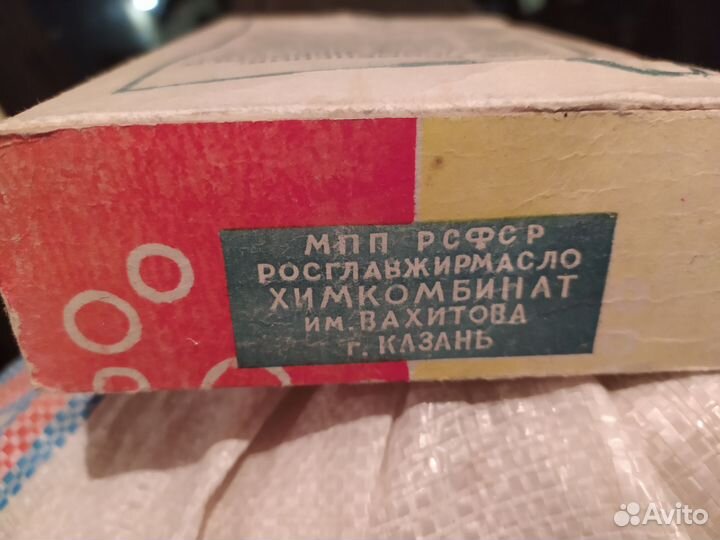 МПП РСФСР
РОСГЛАВЖИРМАСЛО
ХИМКОМБИНАТ
ИМ. ВАХИТОВА
Г. КАЗАНЬ
Avito